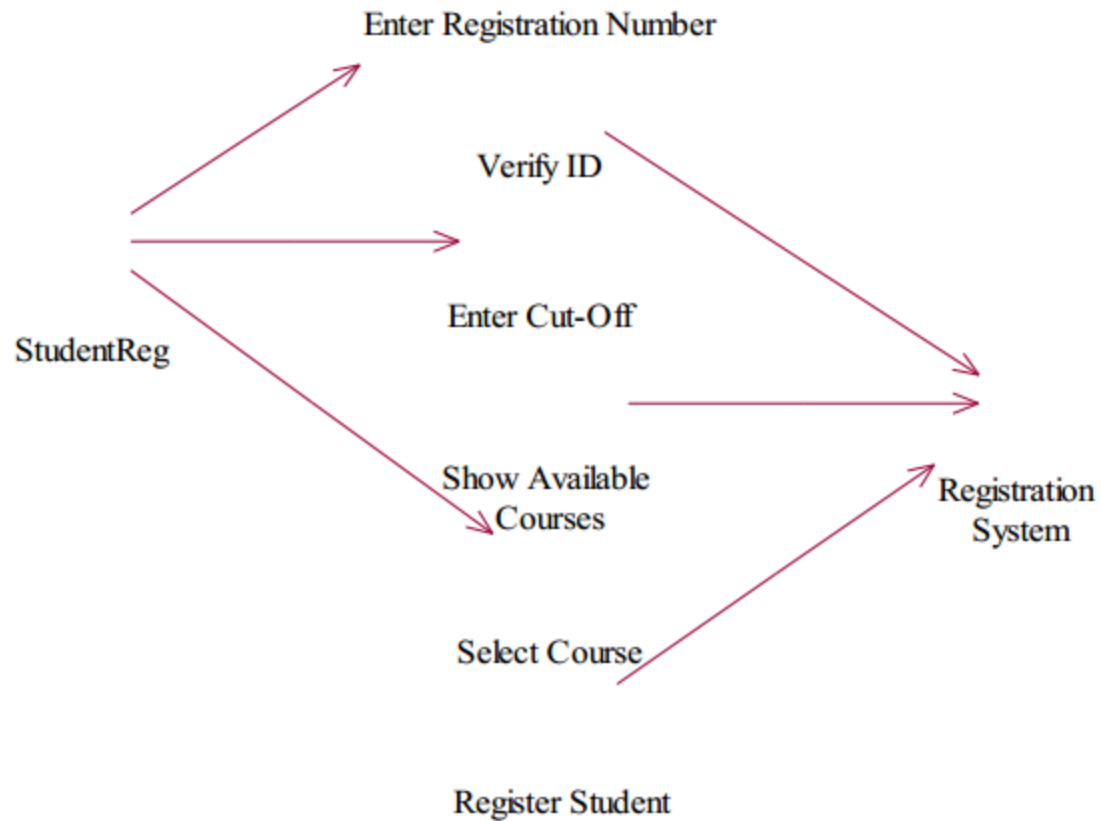 Enter Registration Number
Verify ID
Enter Cut-Off
StudentReg
Show Available
Courses
Registration
System
Select Course
Register Student